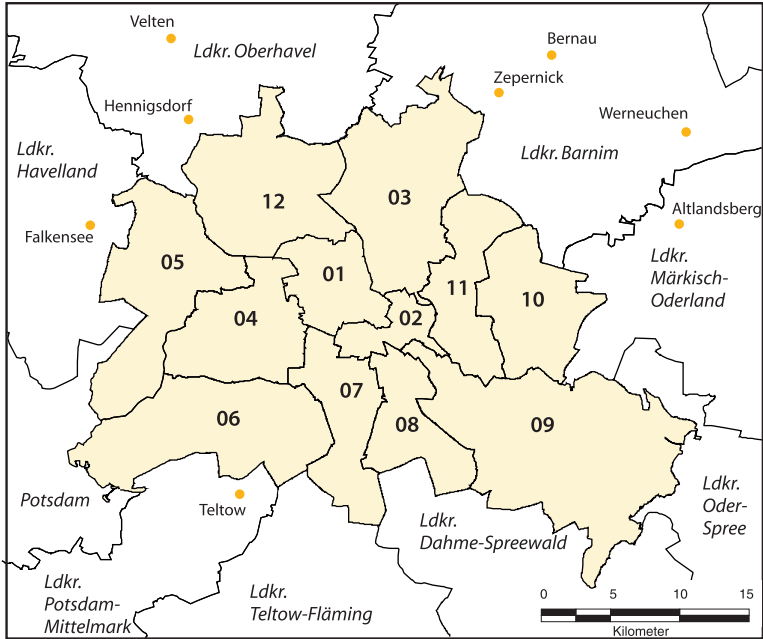 Velten
Bernau
Ldkr. Oberhavel
Zepernick
Hennigsdorf
Werneuchen
Ldkr.
Havelland
Ldkr. Barnim
12
03
Altlandsberg
Falkensee
05
01
Ldkr.
Märkisch-
Oderland
11
10
04
02
07
06
08
09
Potsdam
Teltow
Ldkr.
Oder-
Spree
Ldkr.
Dahme-Spreewald
Ldkr.
Potsdam-
Mittelmark
Ldkr.
Teltow-Fläming
0 5 10 15
Kilometer